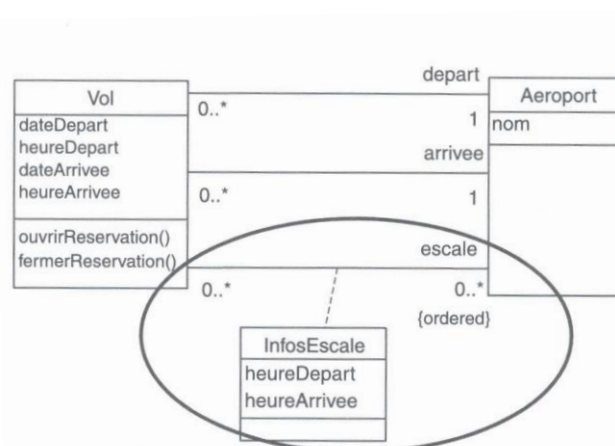 depart
Vol
Aeroport
0..*
dateDepart
heureDepart
dateArrivee
heureArrivee
1
nom
arrivee
0..*
1
ouvrirReservation()
fermerReservation()
escale
0..*
0..*
{ordered}
InfosEscale
heureDepart
heureArrivee